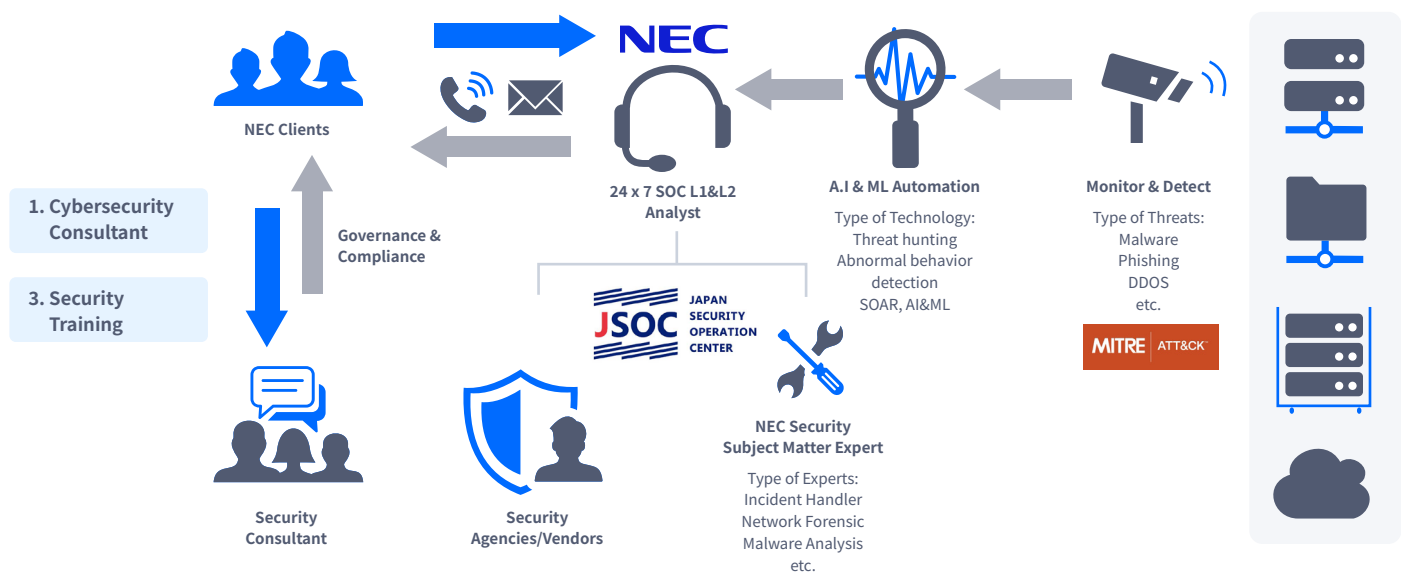 NEC
NEC Clients
24 x 7 SOC L1&L2
Analyst
A.I & ML Automation
Type of Technology:
Threat hunting
Abnormal behavior
detection
SOAR, AI&ML
Monitor & Detect
Type of Threats:
Malware
Phishing
DDOS
etc.
MITRE ATT&CK™
1. Cybersecurity
Consultant
3. Security
Training
Governance &
Compliance
JSOC
JAPAN
SECURITY
OPERATION
CENTER
Security
Consultant
Security
Agencies/Vendors
NEC Security
Subject Matter Expert
Type of Experts:
Incident Handler
Network Forensic
Malware Analysis
etc.